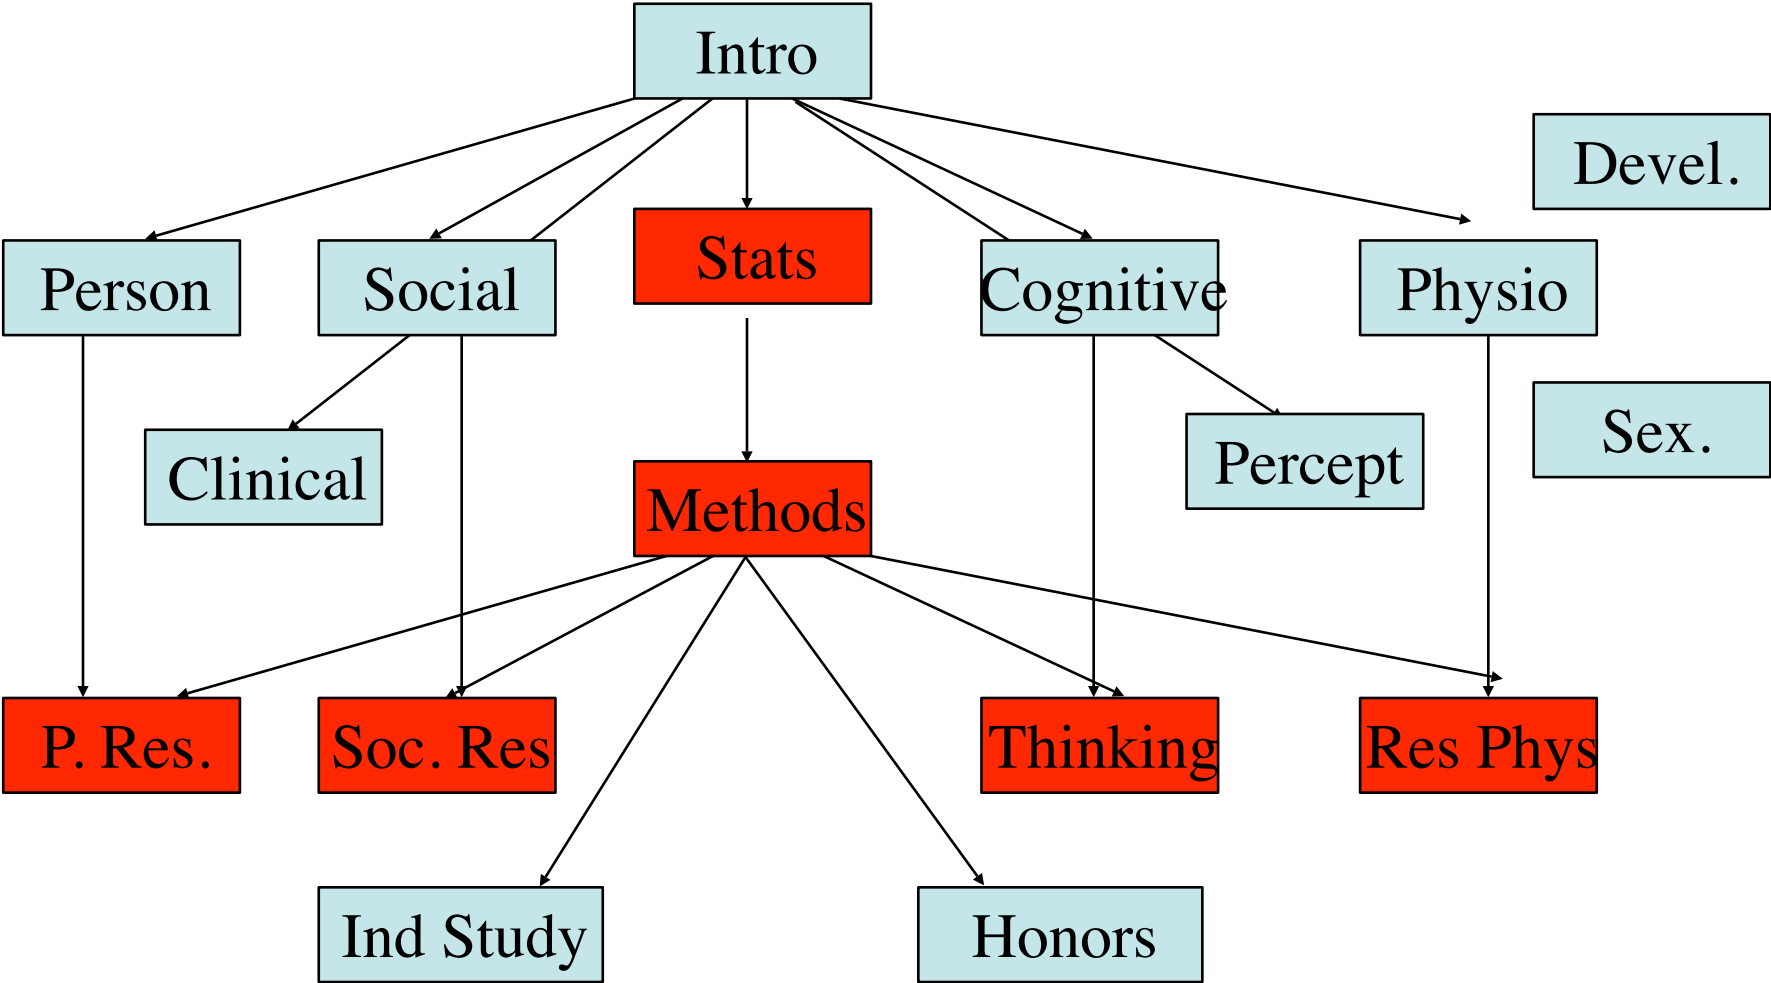 Intro
Devel.
Person
Social
Stats
Cognitive
Physio
Clinical
Methods
Percept
Sex.
P. Res.
Soc. Res
Thinking
Res Phys
Ind Study
Honors